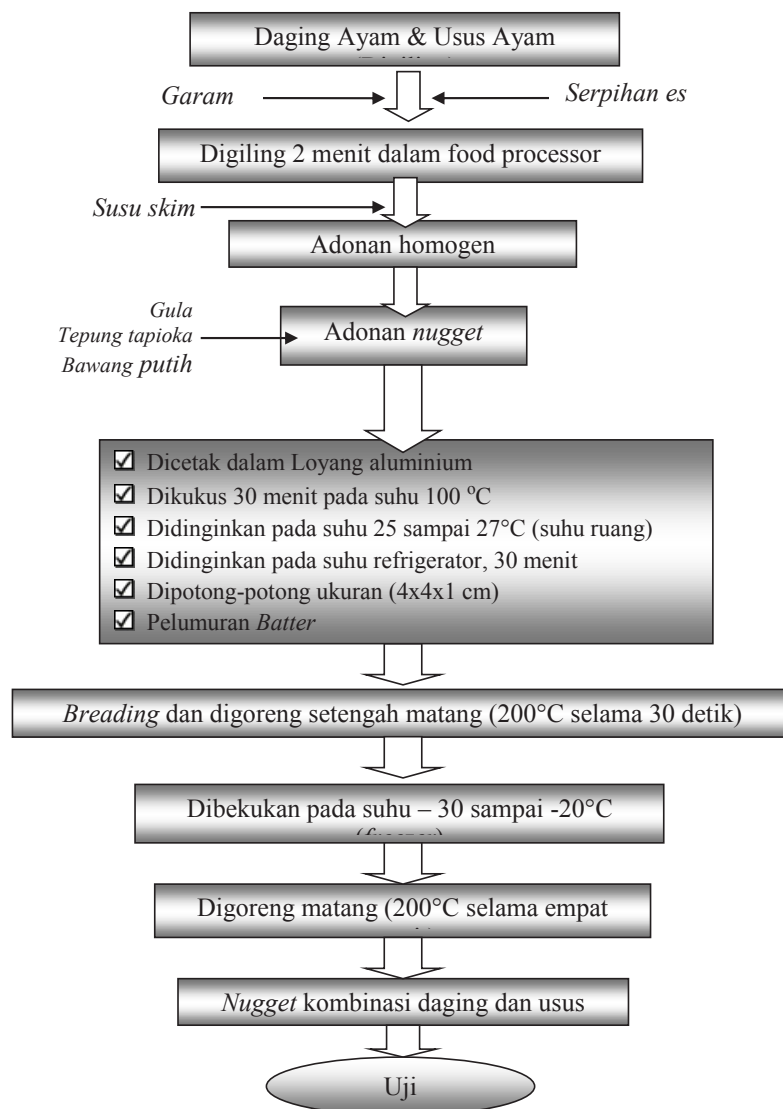 Daging Ayam & Usus Ayam
Garam
Serpihan es
Digiling 2 menit dalam food processor
Susu skim
Adonan homogen
Gula
Tepung tapioka
Bawang putih
Adonan nugget
Dicetak dalam Loyang aluminium
Dikukus 30 menit pada suhu 100 °C
Didinginkan pada suhu 25 sampai 27°C (suhu ruang)
Didinginkan pada suhu refrigerator, 30 menit
Dipotong-potong ukuran (4x4x1 cm)
Pelumuran Batter
Breading dan digoreng setengah matang (200°C selama 30 detik)
Dibekukan pada suhu – 30 sampai -20°C
Digoreng matang (200°C selama empat
Nugget kombinasi daging dan usus
Uji